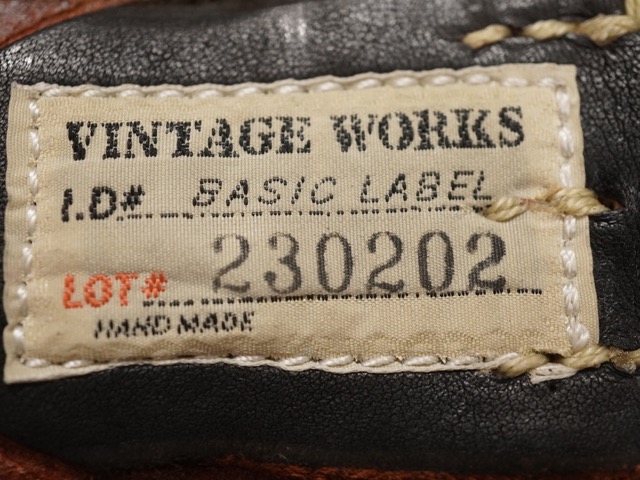 VINTAGE WORKS
I.D# BASIC LABEL
LOT# 230202
HAND MADE